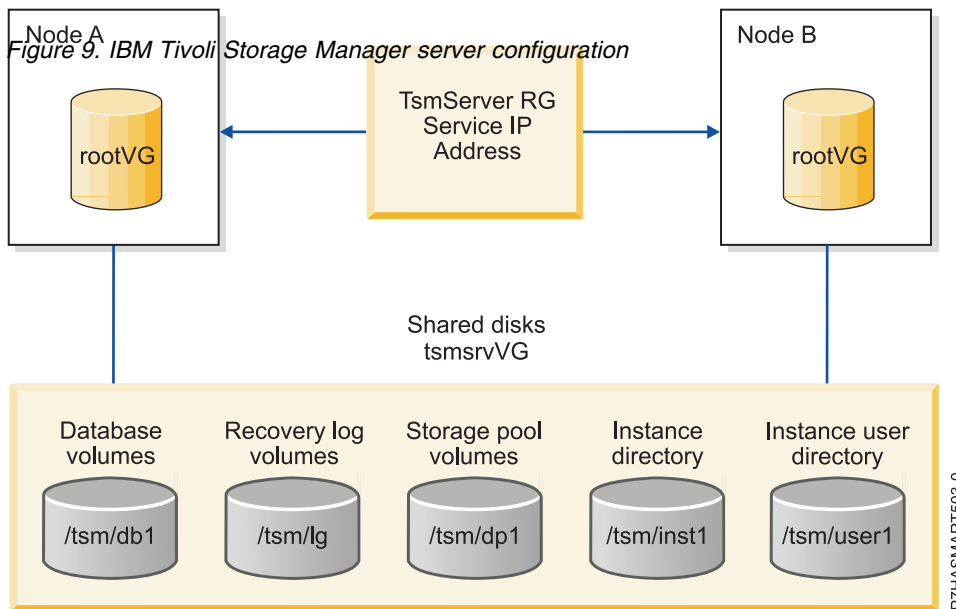 Node A
Figure 9. IBM Tivoli Storage Manager server configuration
Node B
rootVG
TsmServer RG
Service IP
Address
rootVG
Shared disks
tsmsrvVG
Database
volumes
Recovery log
volumes
Storage pool
volumes
Instance
directory
Instance user
directory
/tsm/db1
/tsm/lg
/tsm/dp1
/tsm/inst1
/tsm/user1